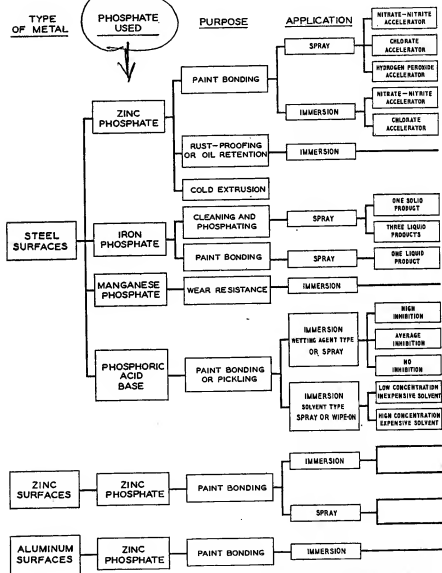 TYPE OF METAL
PHOSPHATE USED
PURPOSE
APPLICATION
NITRATE-NITRITE
ACCELERATOR
SPRAY
CHLORATE
ACCELERATOR
HYDROGEN PEROXIDE
ACCELERATOR
PAINT BONDING
ZINC
PHOSPHATE
IMMERSION
NITRATE-NITRITE
ACCELERATOR
CHLORATE
ACCELERATOR
RUST-PROOFING
OR OIL RETENTION
IMMERSION
COLD EXTRUSION
STEEL
SURFACES
IRON
PHOSPHATE
CLEANING AND
PHOSPHATING
SPRAY
ONE SOLID
PRODUCT
THREE LIQUID
PRODUCTS
PAINT BONDING
SPRAY
ONE LIQUID
PRODUCT
MANGANESE
PHOSPHATE
WEAR RESISTANCE
IMMERSION
PHOSPHORIC
ACID
BASE
PAINT BONDING
OR PICKLING
IMMERSION
WETTING AGENT TYPE
OR SPRAY
HIGH
INHIBITION
AVERAGE
INHIBITION
NO
INHIBITION
IMMERSION
SOLVENT TYPE
SPRAY OR WIPE-ON
LOW CONCENTRATION
INEXPENSIVE SOLVENT
HIGH CONCENTRATION
EXPENSIVE SOLVENT
ZINC
SURFACES
ZINC
PHOSPHATE
PAINT BONDING
IMMERSION
SPRAY
ALUMINUM
SURFACES
ZINC
PHOSPHATE
PAINT BONDING
IMMERSION